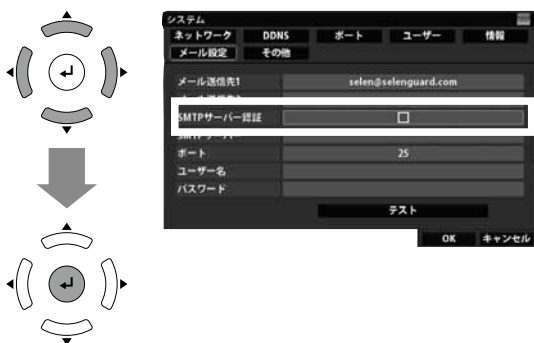 システム
ネットワーク DDNS ポート ユーザー 情報
メール設定 その他
メール送信先1 selen@selenguard.com
SMTPサーバー認証
ポート 25
ユーザー名
パスワード
テスト
OK キャンセル